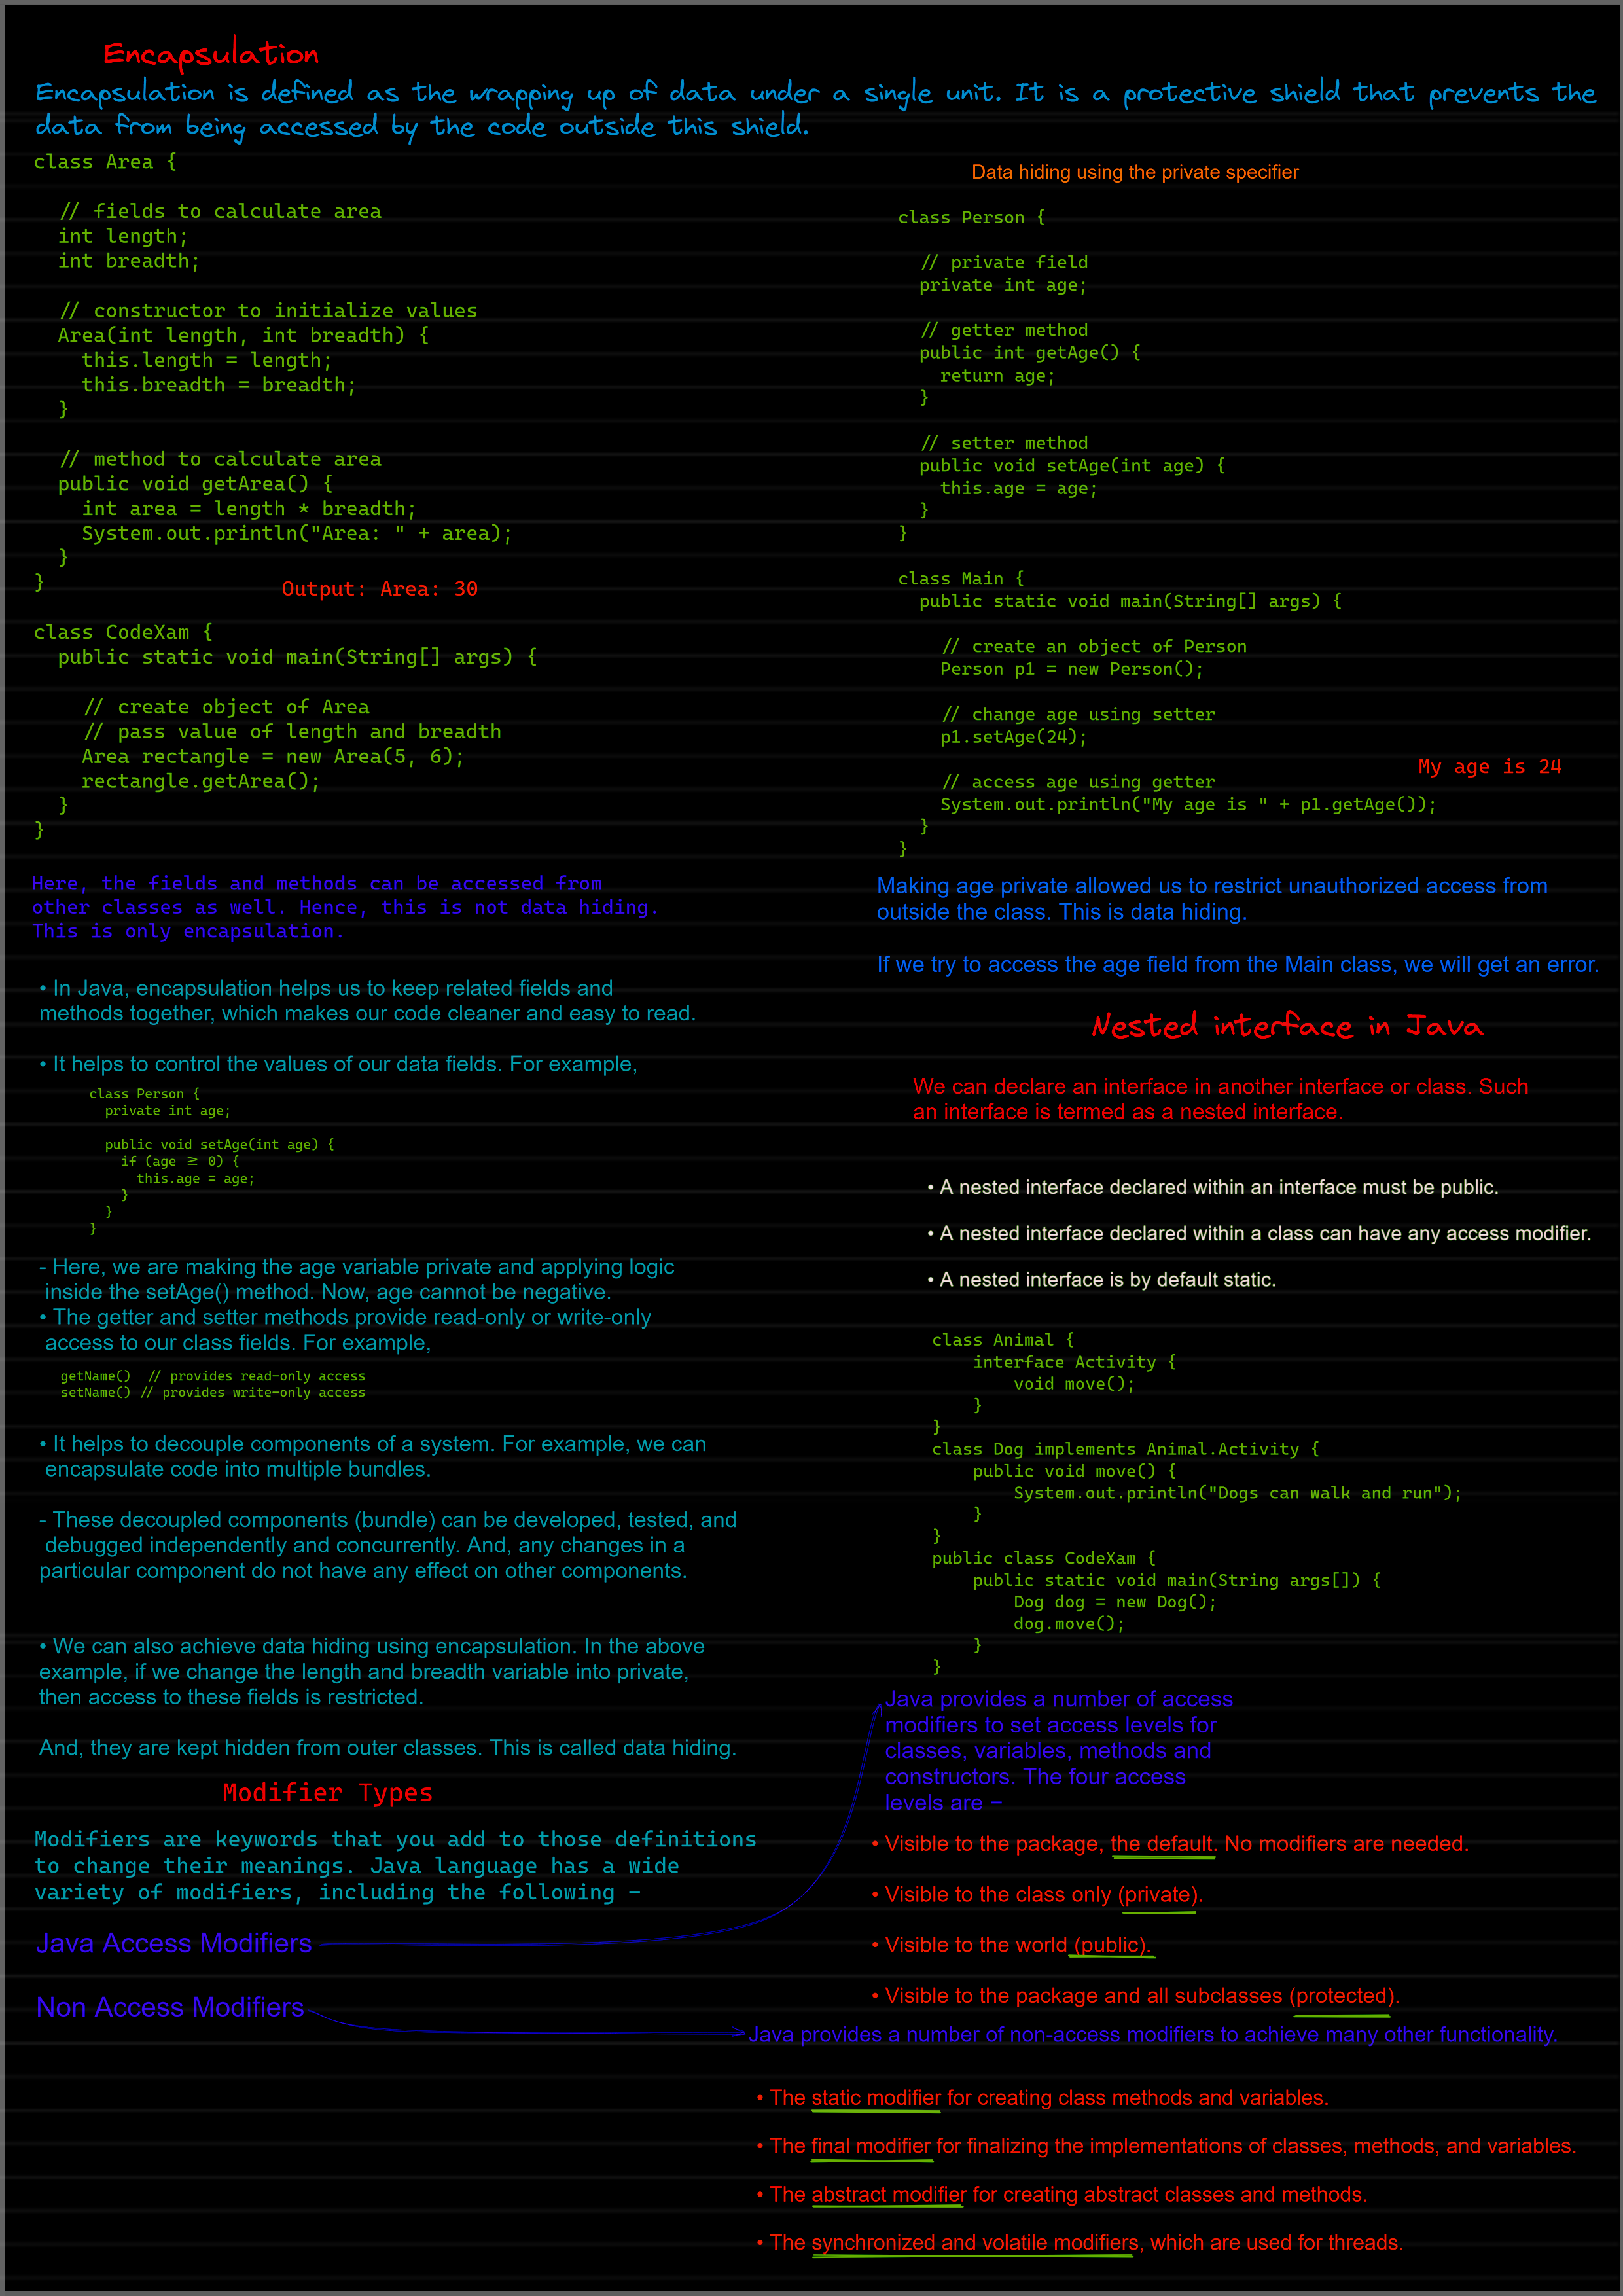 Encapsulation
Encapsulation is defined as the wrapping up of data under a single unit. It is a protective shield that prevents the
data from being accessed by the code outside this shield.
class Area {
  // fields to calculate area
  int length;
  int breadth;
  // constructor to initialize values
  Area(int length, int breadth) {
    this.length = length;
    this.breadth = breadth;
  }
  // method to calculate area
  public void getArea() {
    int area = length * breadth;
    System.out.println("Area: " + area);
  }
}
Output: Area: 30
class CodeXam {
  public static void main(String[] args) {
    // create object of Area
    // pass value of length and breadth
    Area rectangle = new Area(5, 6);
    rectangle.getArea();
  }
}
Here, the fields and methods can be accessed from
other classes as well. Hence, this is not data hiding.
This is only encapsulation.
• In Java, encapsulation helps us to keep related fields and
methods together, which makes our code cleaner and easy to read.
• It helps to control the values of our data fields. For example,
class Person {
  private int age;
  public void setAge(int age) {
    if (age ≥ 0) {
      this.age = age;
    }
  }
}
- Here, we are making the age variable private and applying logic
inside the setAge() method. Now, age cannot be negative.
• The getter and setter methods provide read-only or write-only
access to our class fields. For example,
getName()  // provides read-only access
setName() // provides write-only access
• It helps to decouple components of a system. For example, we can
encapsulate code into multiple bundles.
- These decoupled components (bundle) can be developed, tested, and
debugged independently and concurrently. And, any changes in a
particular component do not have any effect on other components.
• We can also achieve data hiding using encapsulation. In the above
example, if we change the length and breadth variable into private,
then access to these fields is restricted.
And, they are kept hidden from outer classes. This is called data hiding.
Modifier Types
Modifiers are keywords that you add to those definitions
to change their meanings. Java language has a wide
variety of modifiers, including the following −
Java Access Modifiers
Non Access Modifiers
Data hiding using the private specifier
class Person {
  // private field
  private int age;
  // getter method
  public int getAge() {
    return age;
  }
  // setter method
  public void setAge(int age) {
    this.age = age;
  }
}
class Main {
  public static void main(String[] args) {
    // create an object of Person
    Person p1 = new Person();
    // change age using setter
    p1.setAge(24);
My age is 24
    // access age using getter
    System.out.println("My age is " + p1.getAge());
  }
}
Making age private allowed us to restrict unauthorized access from
outside the class. This is data hiding.
If we try to access the age field from the Main class, we will get an error.
Nested interface in Java
We can declare an interface in another interface or class. Such
an interface is termed as a nested interface.
• A nested interface declared within an interface must be public.
• A nested interface declared within a class can have any access modifier.
• A nested interface is by default static.
class Animal {
    interface Activity {
        void move();
    }
}
class Dog implements Animal.Activity {
    public void move() {
        System.out.println("Dogs can walk and run");
    }
}
public class CodeXam {
    public static void main(String args[]) {
        Dog dog = new Dog();
        dog.move();
    }
}
Java provides a number of access
modifiers to set access levels for
classes, variables, methods and
constructors. The four access
levels are −
• Visible to the package, the default. No modifiers are needed.
• Visible to the class only (private).
• Visible to the world (public).
• Visible to the package and all subclasses (protected).
Java provides a number of non-access modifiers to achieve many other functionality.
• The static modifier for creating class methods and variables.
• The final modifier for finalizing the implementations of classes, methods, and variables.
• The abstract modifier for creating abstract classes and methods.
• The synchronized and volatile modifiers, which are used for threads.